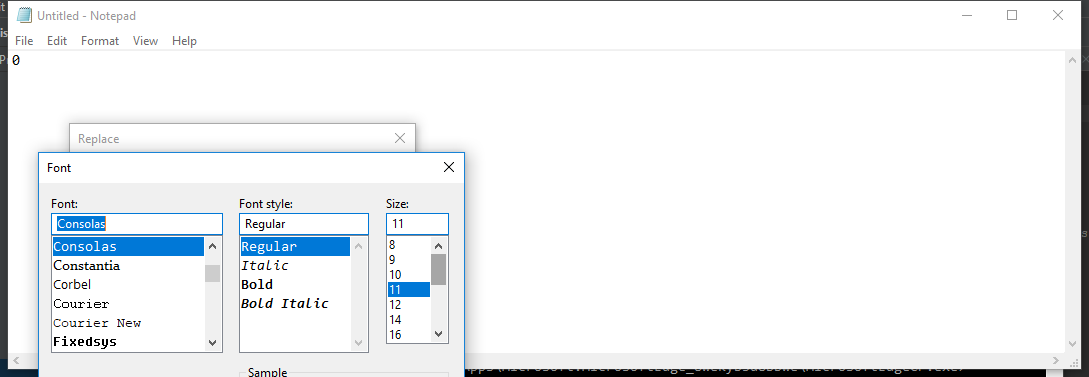 Untitled - Notepad
File Edit Format View Help
0
Replace
Font
Font: Font style: Size:
Consolas Regular 11
Consolas Regular 8
Constantia Italic 9
Corbel Bold 10
Courier Bold Italic 11
Courier New 12
Fixedsys 14
16
Sample